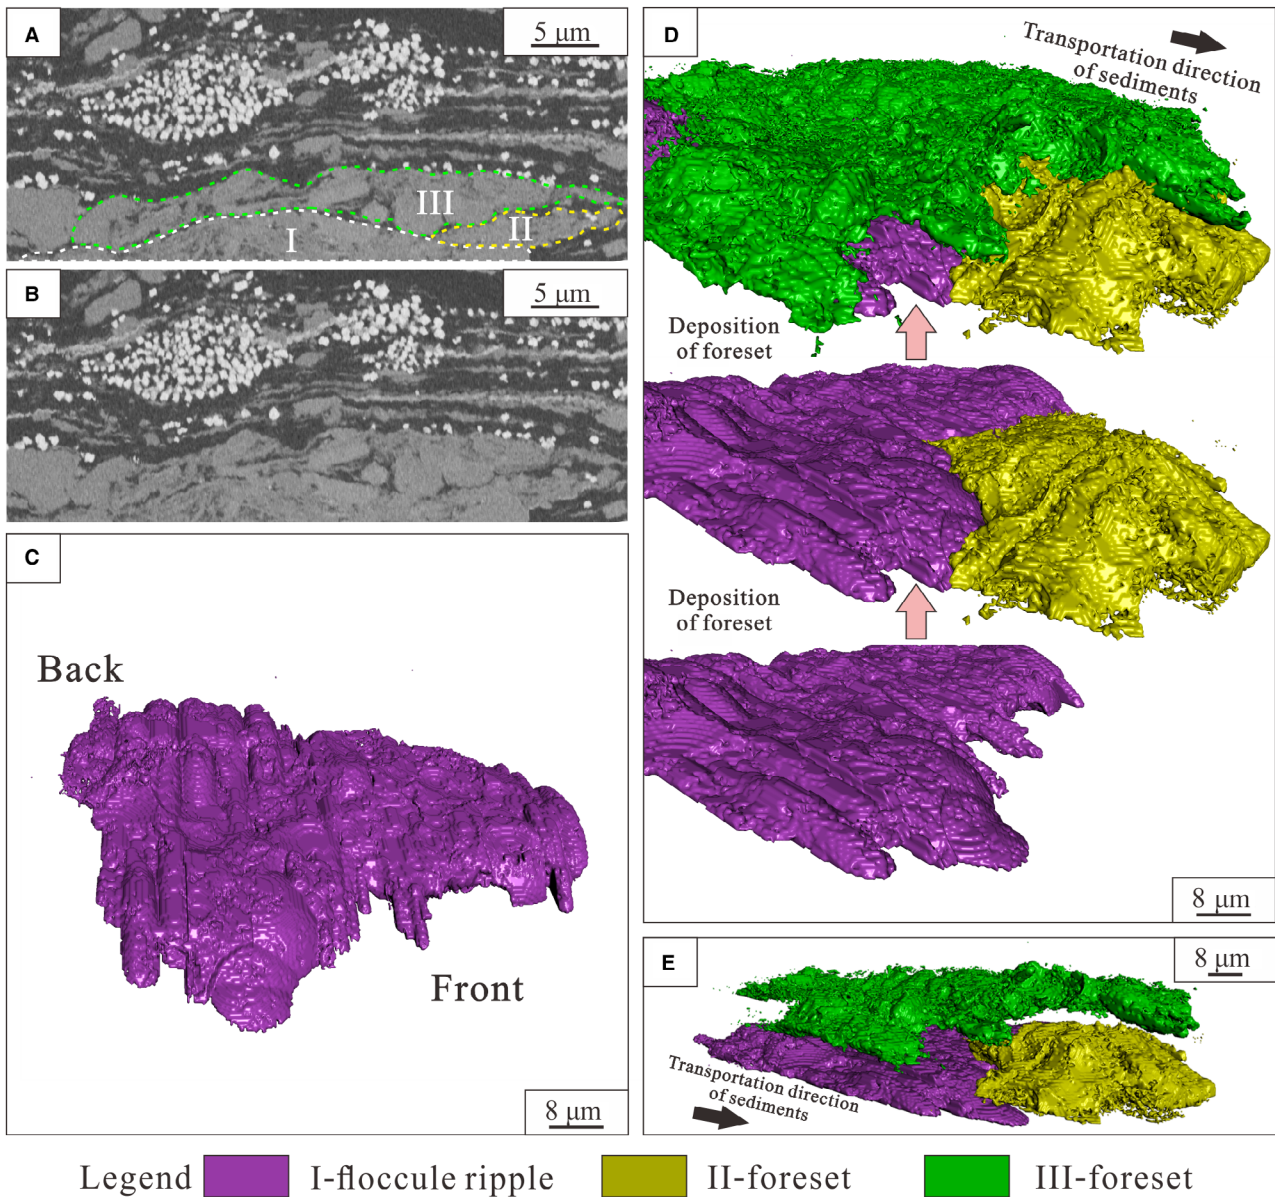 A
5 μm
III
II
I
B
5 μm
C
Back
Front
8 μm
D
Transportation direction
of sediments
Deposition
of foreset
Deposition
of foreset
8 μm
E
8 μm
Transportation direction
of sediments
Legend
I-floccule ripple
II-foreset
III-foreset